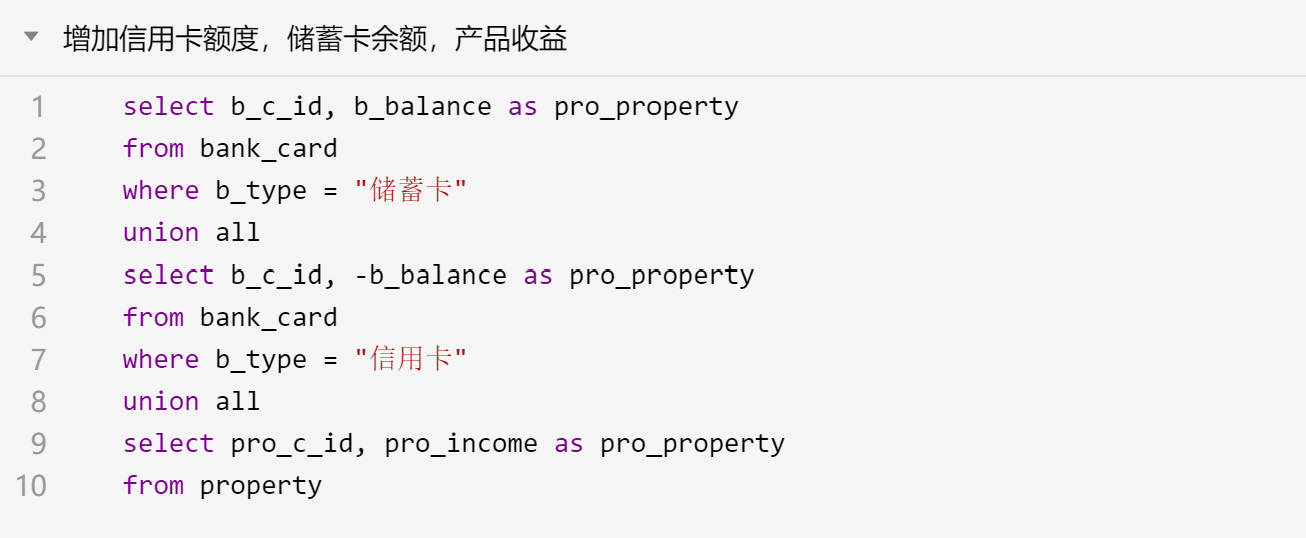 增加信用卡额度，储蓄卡余额，产品收益
1 select b_c_id, b_balance as pro_property
2 from bank_card
3 where b_type = "储蓄卡"
4 union all
5 select b_c_id, -b_balance as pro_property
6 from bank_card
7 where b_type = "信用卡"
8 union all
9 select pro_c_id, pro_income as pro_property
10 from property